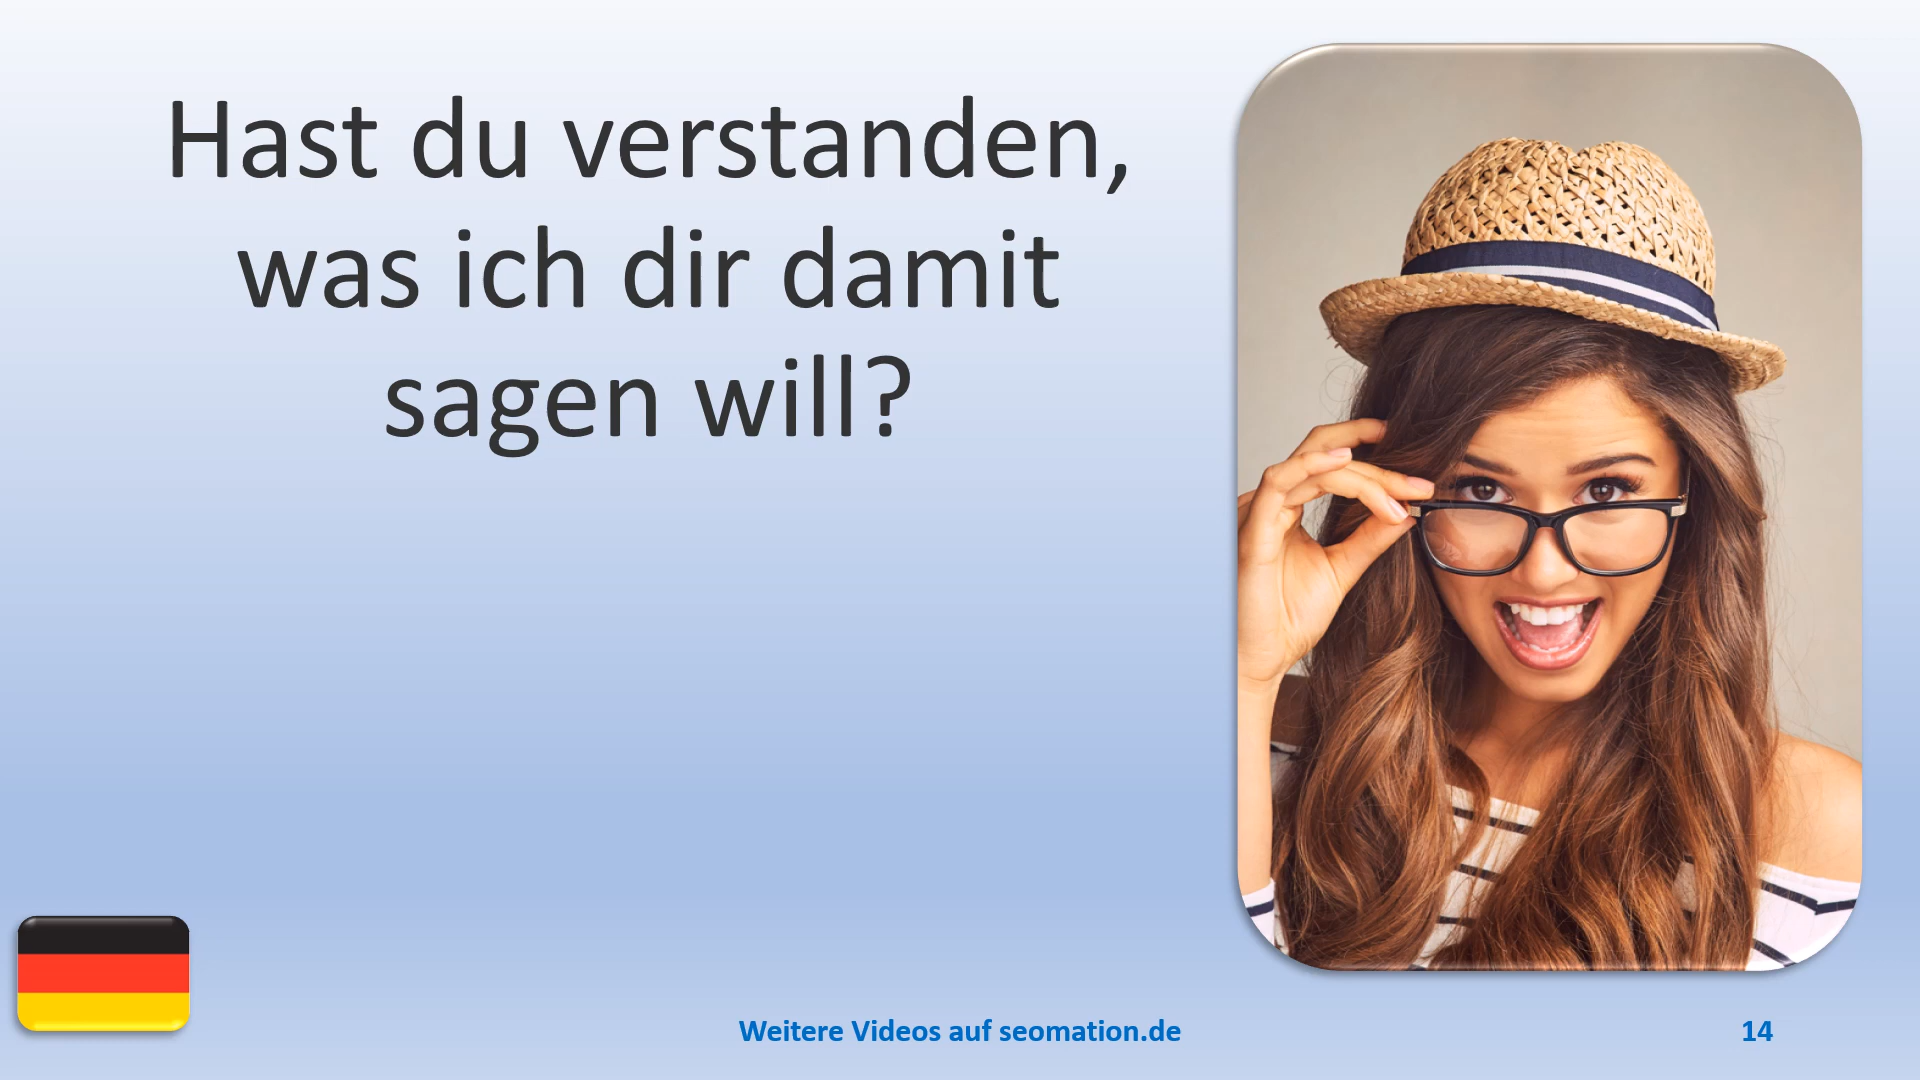 Hast du verstanden,
was ich dir damit
sagen will?
Weitere Videos auf seomation.de
14